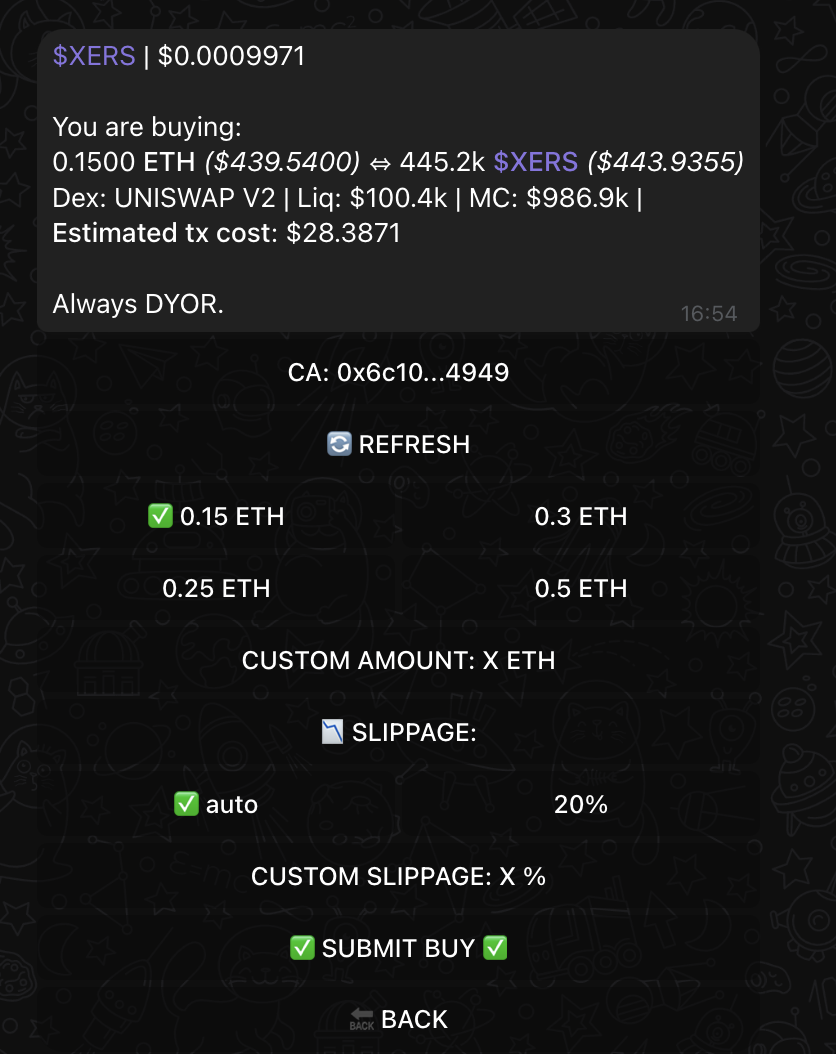 $XERS | $0.0009971
You are buying:
0.1500 ETH ($439.5400) ⇔ 445.2k $XERS ($443.9355)
Dex: UNISWAP V2 | Liq: $100.4k | MC: $986.9k |
Estimated tx cost: $28.3871
Always DYOR.
16:54
CA: 0x6c10...4949
🔄 REFRESH
✅ 0.15 ETH
0.3 ETH
0.25 ETH
0.5 ETH
CUSTOM AMOUNT: X ETH
📉 SLIPPAGE:
✅ auto
20%
CUSTOM SLIPPAGE: X %
✅ SUBMIT BUY ✅
🔙 BACK